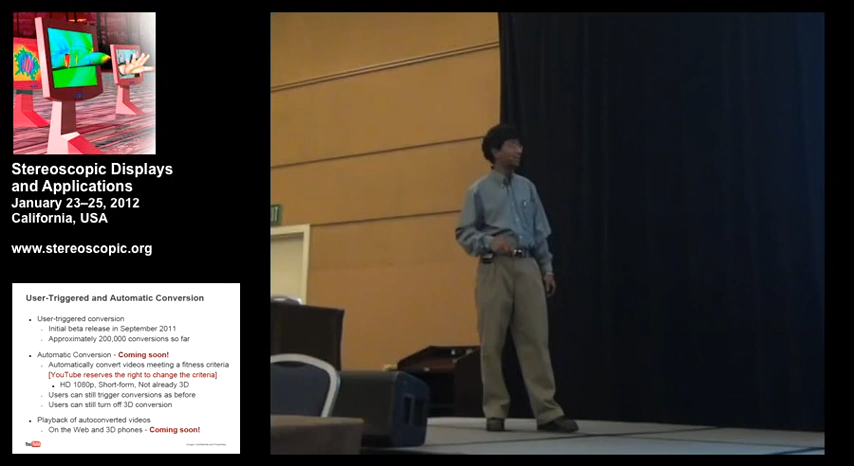 Stereoscopic Displays
and Applications
January 23–25, 2012
California, USA
www.stereoscopic.org
User-Triggered and Automatic Conversion
User-triggered conversion
Initial beta release in September 2011
Approximately 200,000 conversions so far
Automatic Conversion - Coming soon!
Automatically convert videos meeting a fitness criteria
[YouTube reserves the right to change the criteria]
HD 1080p, Short-form, Not already 3D
Users can still trigger conversions as before
Users can still turn off 3D conversion
Playback of autoconverted videos
On the Web and 3D phones - Coming soon!
YouTube